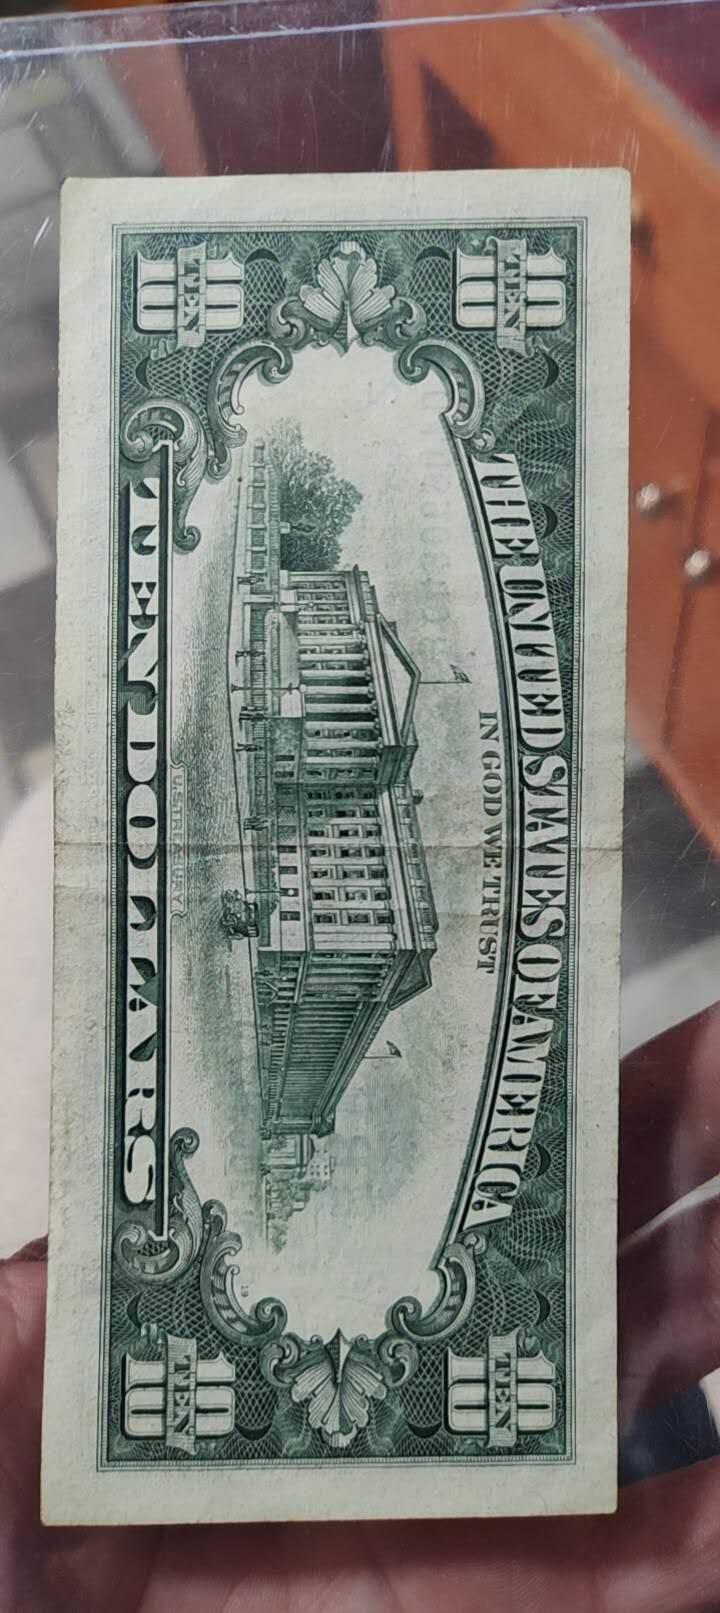 10 TEN
10 TEN
THE UNITED STATES OF AMERICA
IN GOD WE TRUST
U.S. TREASURY
TEN DOLLARS
19
10 TEN
10 TEN